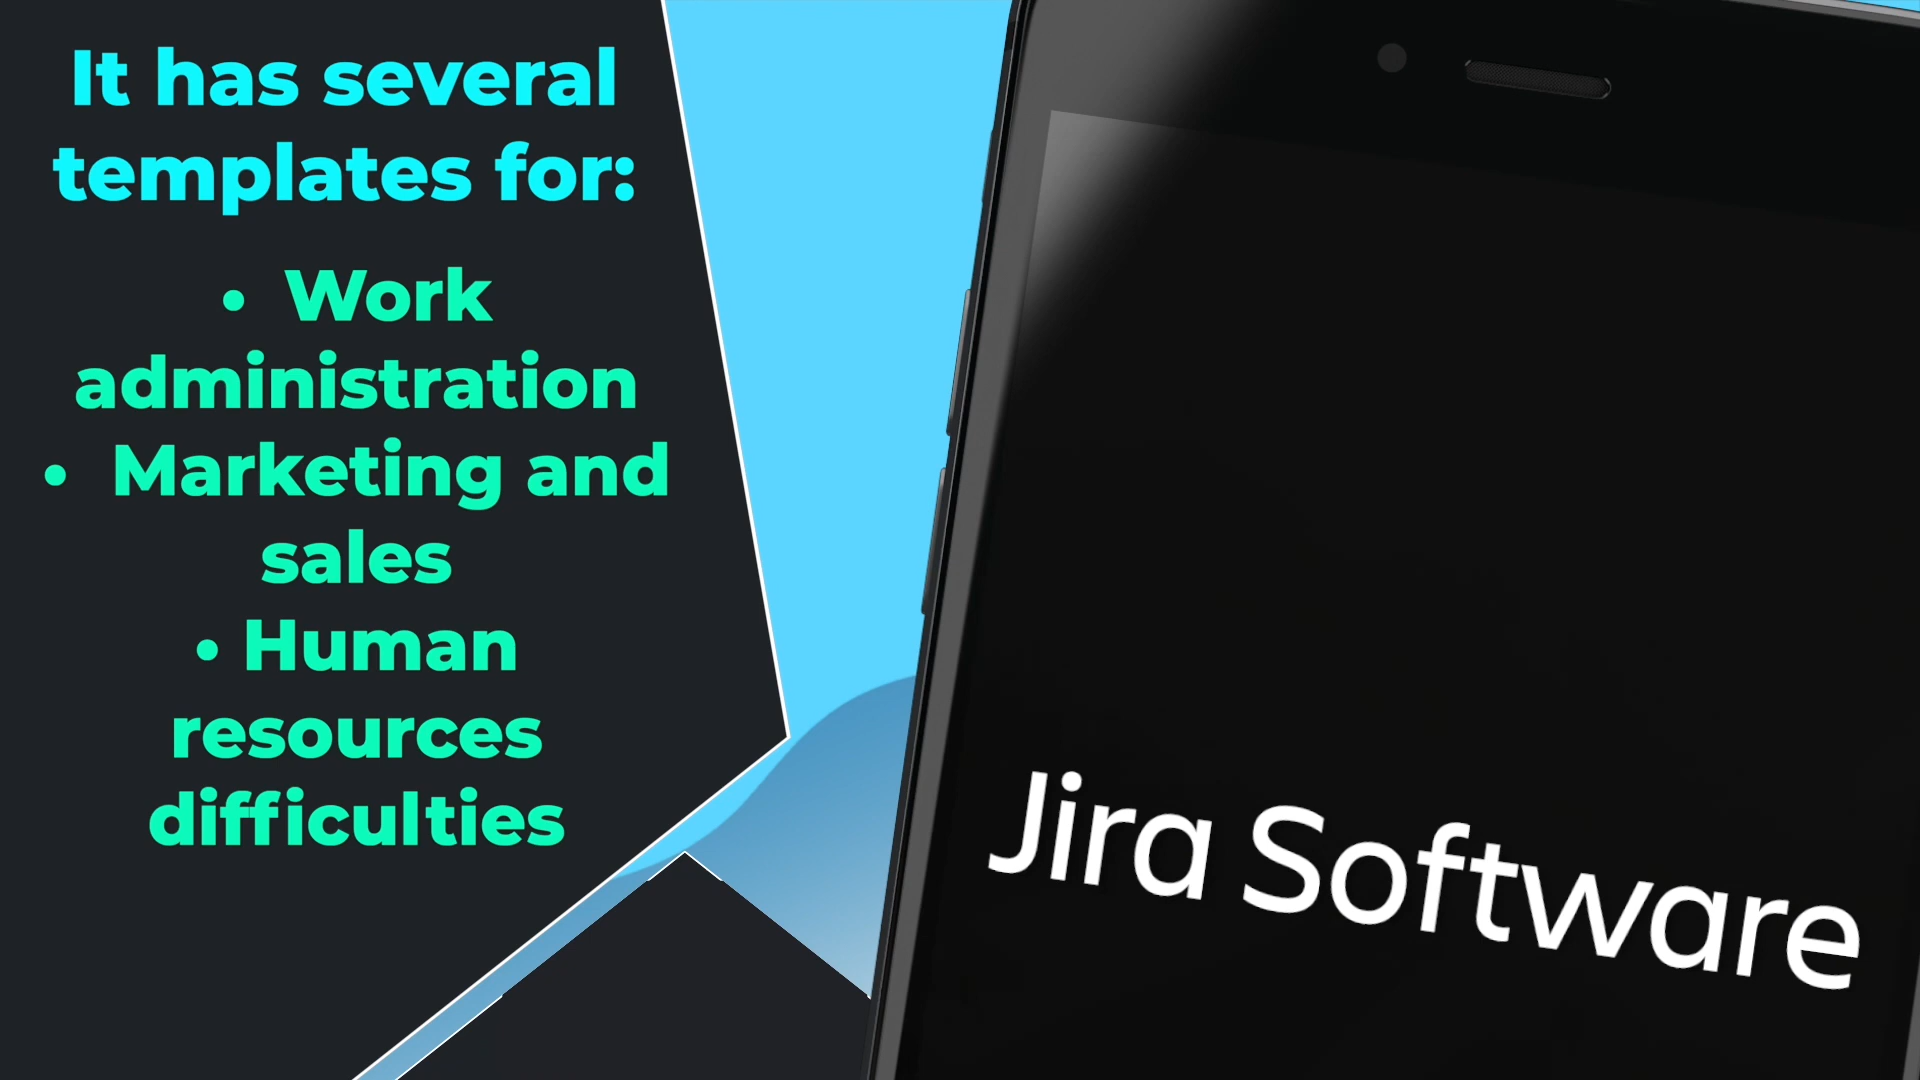 It has several
templates for:
• Work
administration
• Marketing and
sales
• Human
resources
difficulties
Jira Software